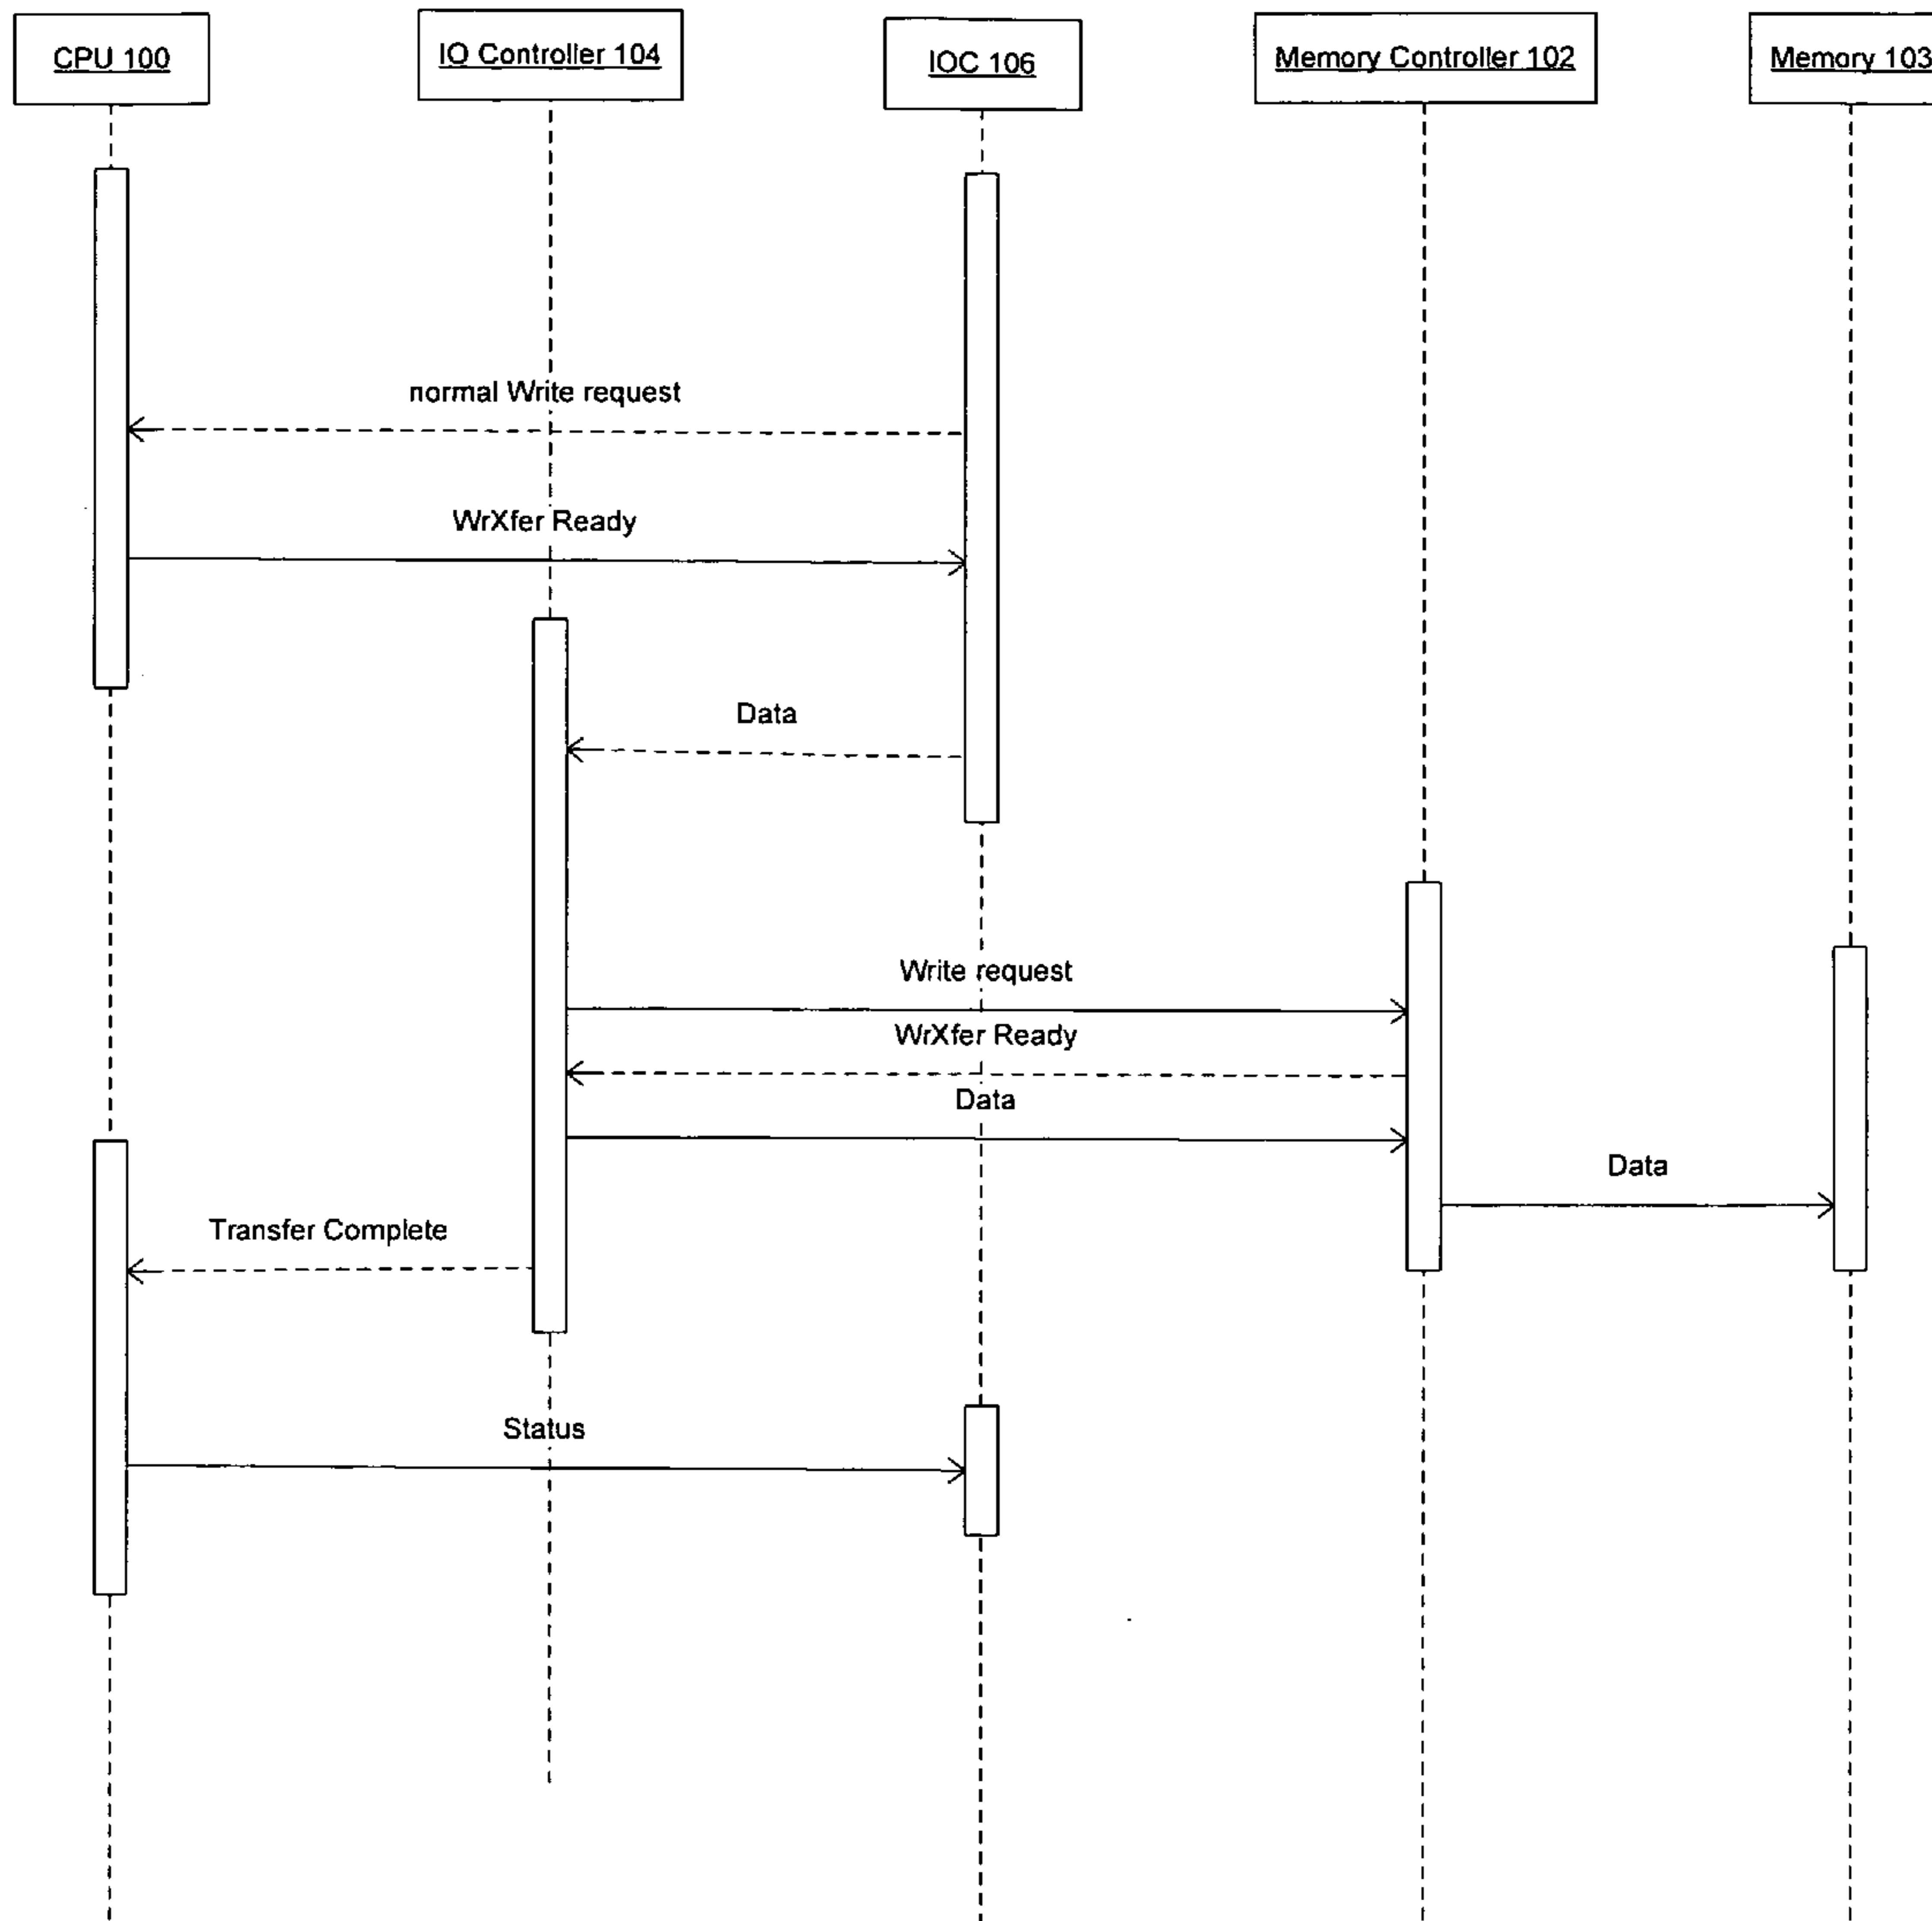 CPU 100
IO Controller 104
IOC 106
Memory Controller 102
Memory 103
normal Write request
WrXfer Ready
Data
Write request
WrXfer Ready
Data
Data
Transfer Complete
Status